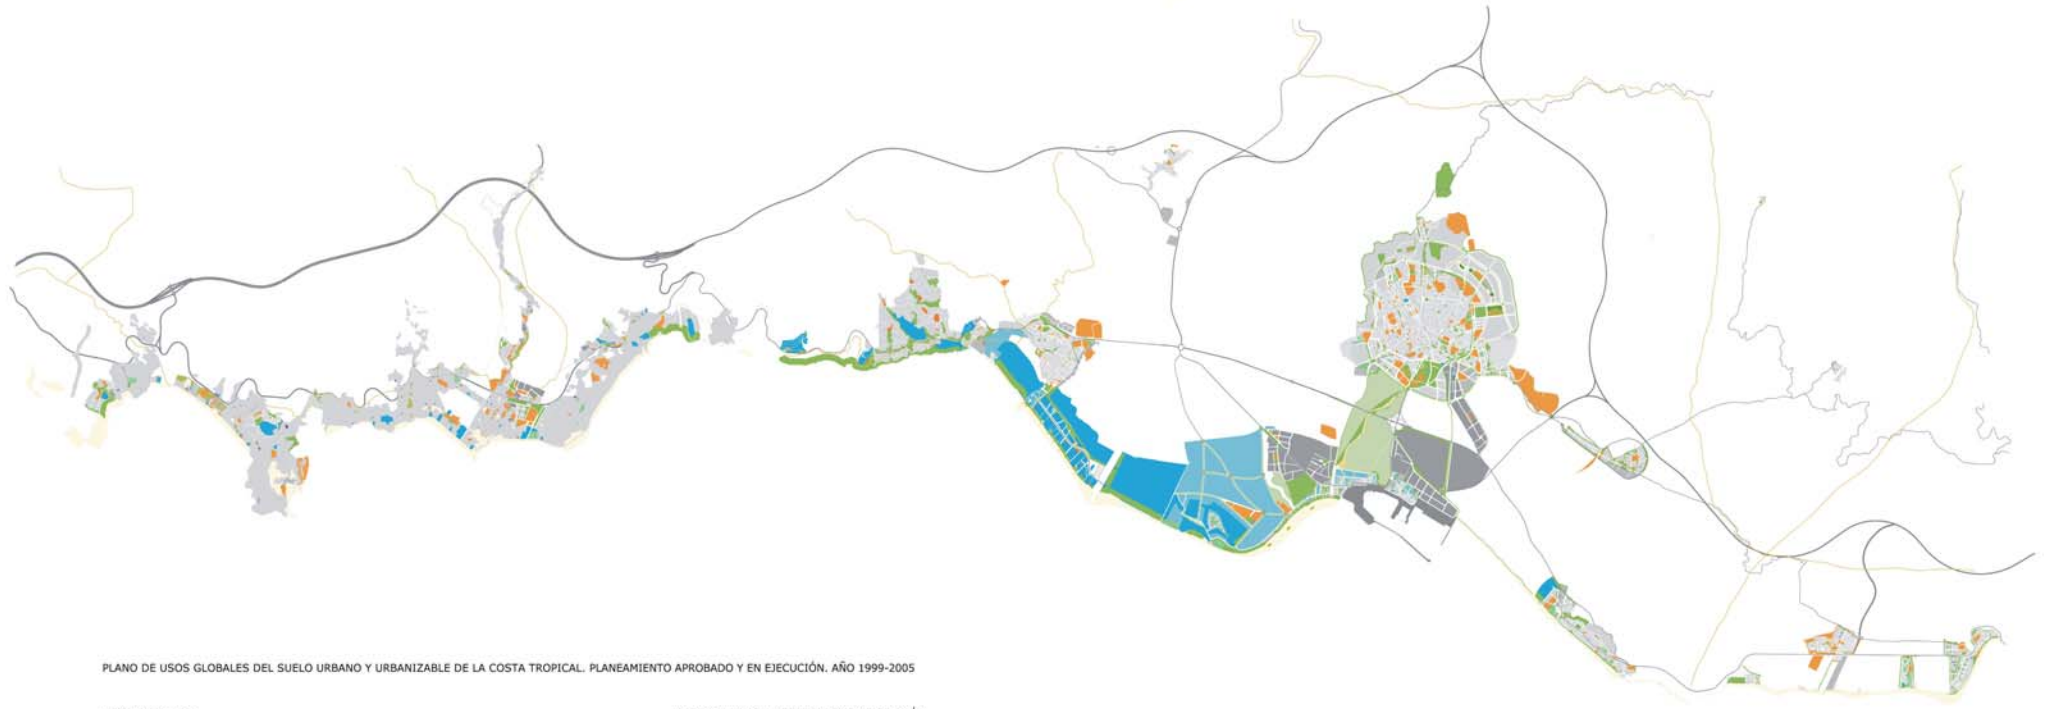 PLANO DE USOS GLOBALES DEL SUELO URBANO Y URBANIZABLE DE LA COSTA TROPICAL. PLANEAMIENTO APROBADO Y EN EJECUCIÓN. AÑO 1999-2005